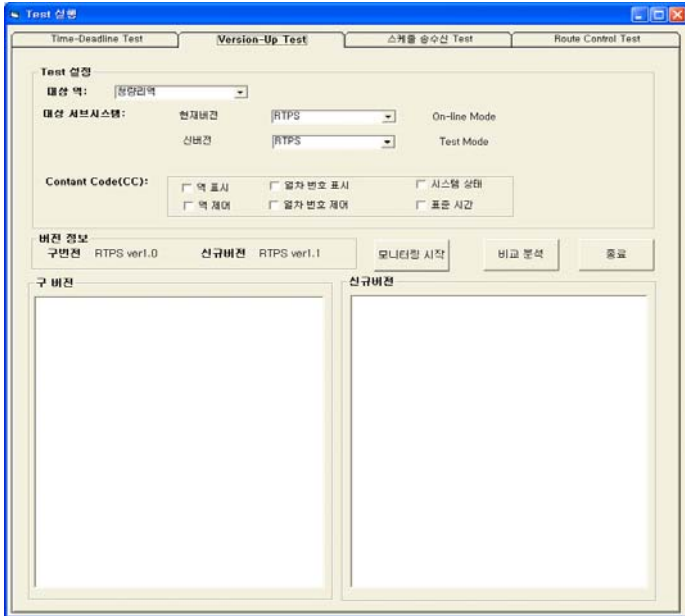 Test 실행
Time-Deadline Test Version-Up Test 스케줄 송수신 Test Route Control Test
Test 설정
대상 역: 청량리역
대상 서브시스템: 현재버전 RTPS On-line Mode
신버전 RTPS Test Mode
Contant Code(CC): 역 표시 열차 번호 표시 시스템 상태
역 제어 열차 번호 제어 표준 시간
버전 정보
구번전 RTPS ver1.0 신규버전 RTPS ver1.1 모니터링 시작 비교 분석 종료
구 버전 신규버전